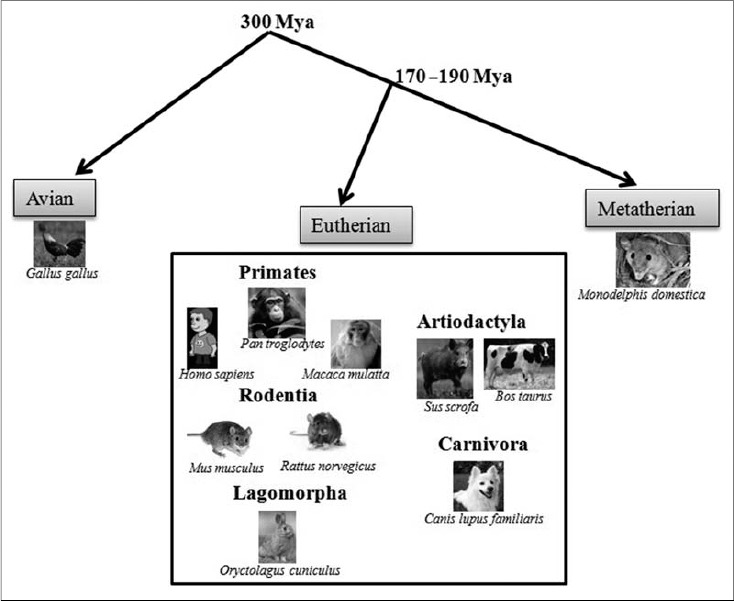 300 Mya
170–190 Mya
Avian
Gallus gallus
Eutherian
Metatherian
Monodelphis domestica
Primates
Pan troglodytes
Homo sapiens
Macaca mulatta
Rodentia
Mus musculus
Rattus norvegicus
Lagomorpha
Oryctolagus cuniculus
Artiodactyla
Sus scrofa
Bos taurus
Carnivora
Canis lupus familiaris